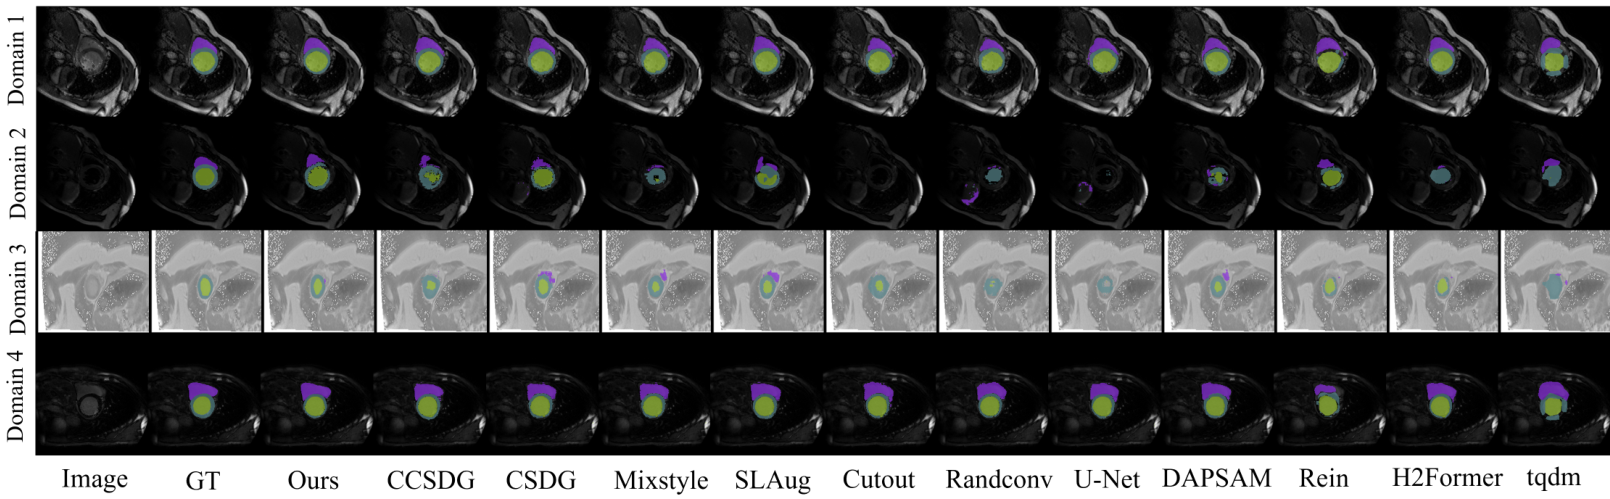 Domain 1
Domain 2
Domain 3
Domain 4
Image GT Ours CCSDG CSDG Mixstyle SLAug Cutout Randconv U-Net DAPSAM Rein H2Former tqdm